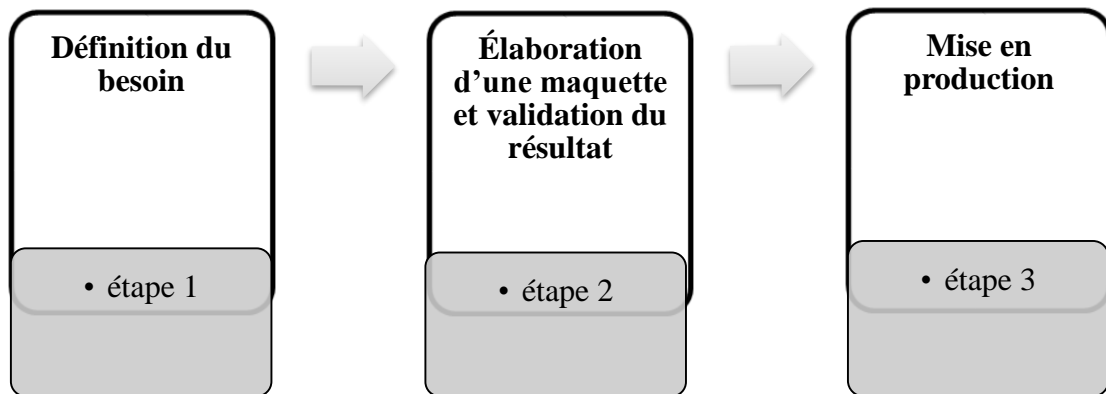 Définition du
besoin
• étape 1
Élaboration
d’une maquette
et validation du
résultat
• étape 2
Mise en
production
• étape 3